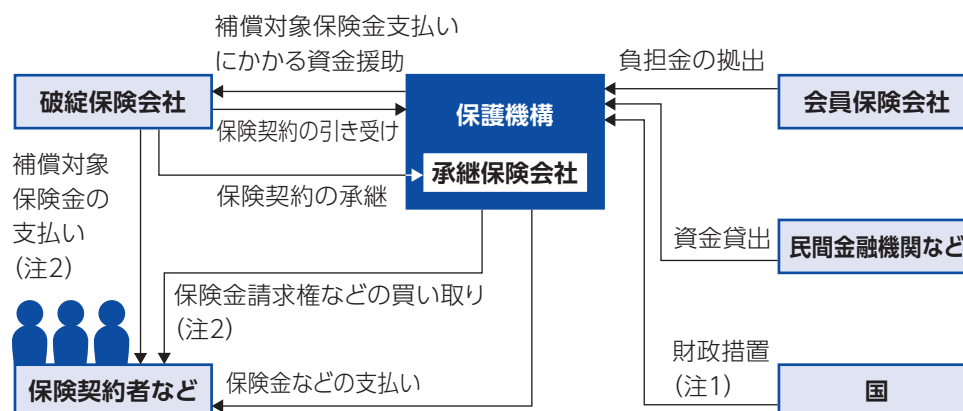 補償対象保険金支払い
にかかる資金援助
負担金の拠出
破綻保険会社
保護機構
会員保険会社
保険契約の引き受け
補償対象
保険金の
支払い
(注2)
承継保険会社
保険契約の承継
資金貸出
民間金融機関など
保険金請求権などの買い取り
(注2)
財政措置
(注1)
保険契約者など
保険金などの支払い
国